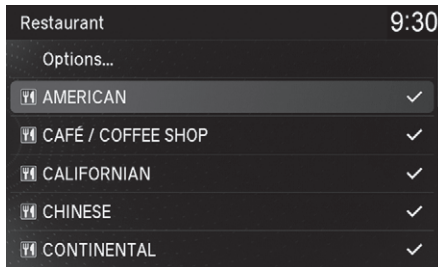 Restaurant 9:30
Options...
AMERICAN
CAFÉ / COFFEE SHOP
CALIFORNIAN
CHINESE
CONTINENTAL